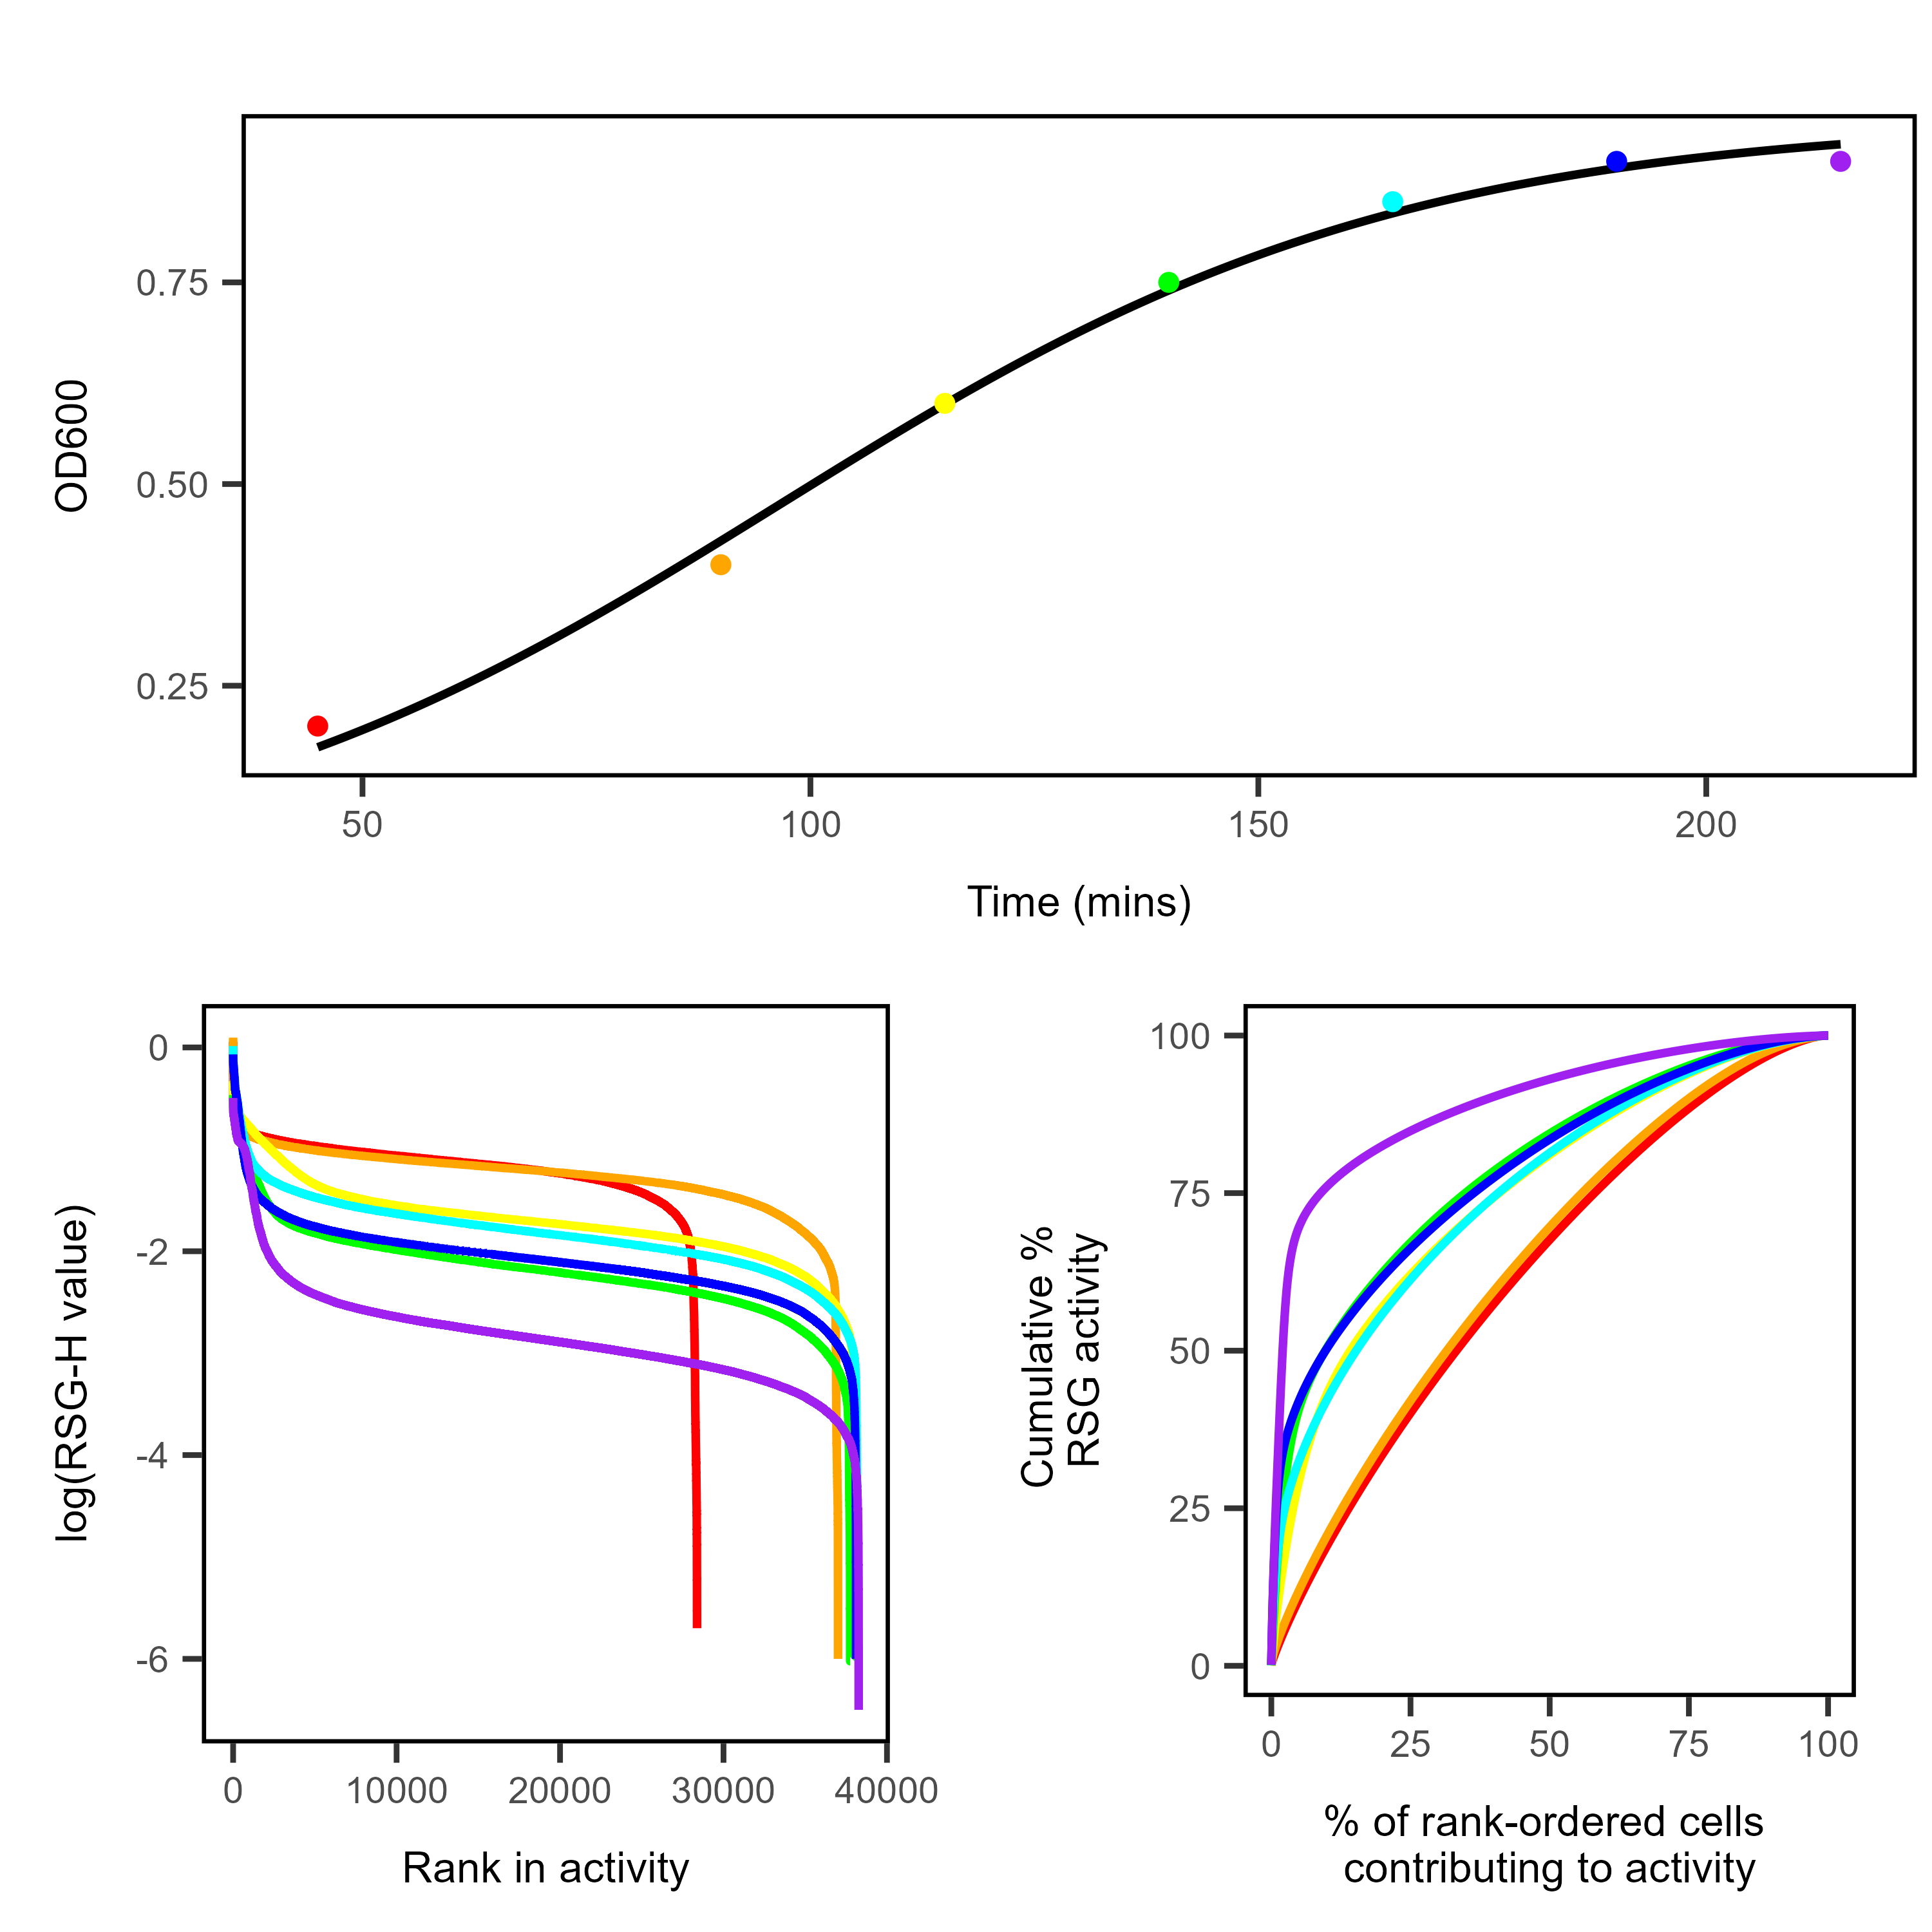 OD600
0.75
0.50
0.25
50 100 150 200
Time (mins)
log(RSG-H value)
0
-2
-4
-6
0 10000 20000 30000 40000
Rank in activity
Cumulative %
RSG activity
100
75
50
25
0
0 25 50 75 100
% of rank-ordered cells
contributing to activity